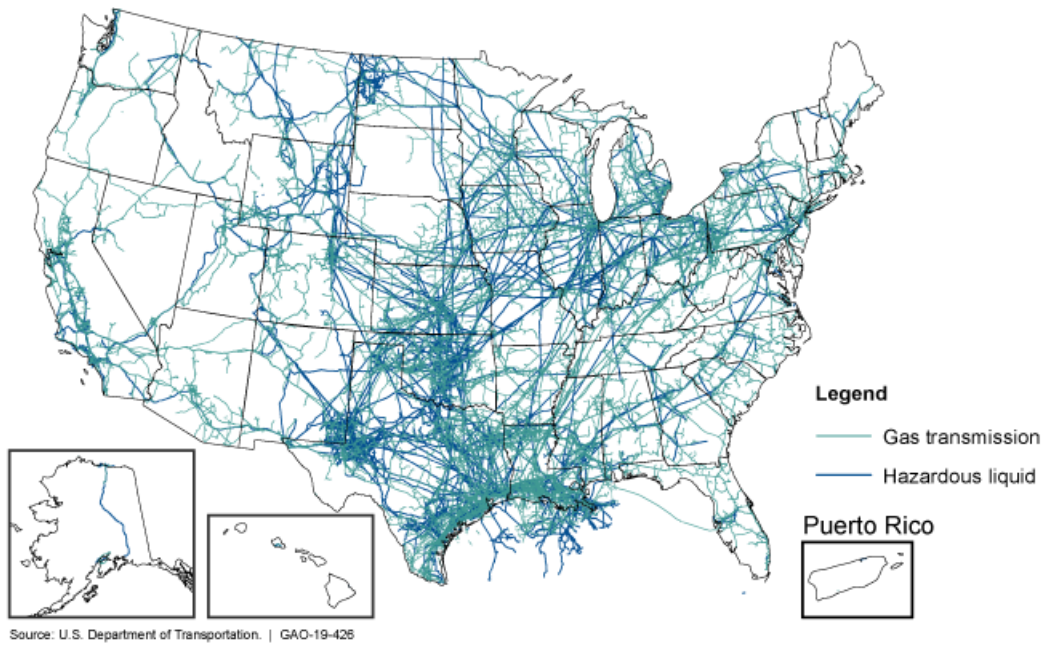 Legend
Gas transmission
Hazardous liquid
Puerto Rico
Source: U.S. Department of Transportation. | GAO-19-426